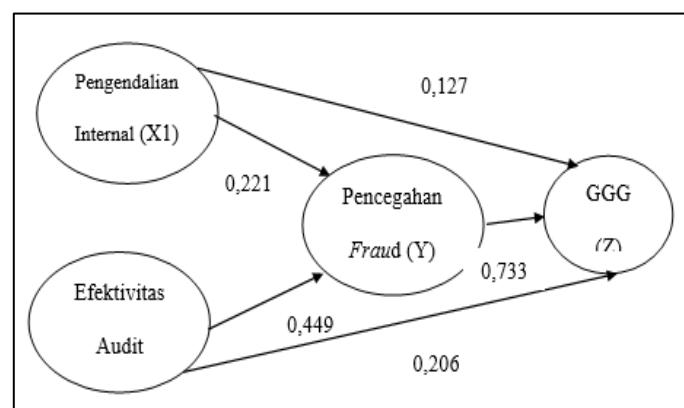 Pengendalian
Internal (X1)
0,127
0,221
Pencegahan
Fraud (Y)
GGG
(Z)
0,733
Efektivitas
Audit
0,449
0,206